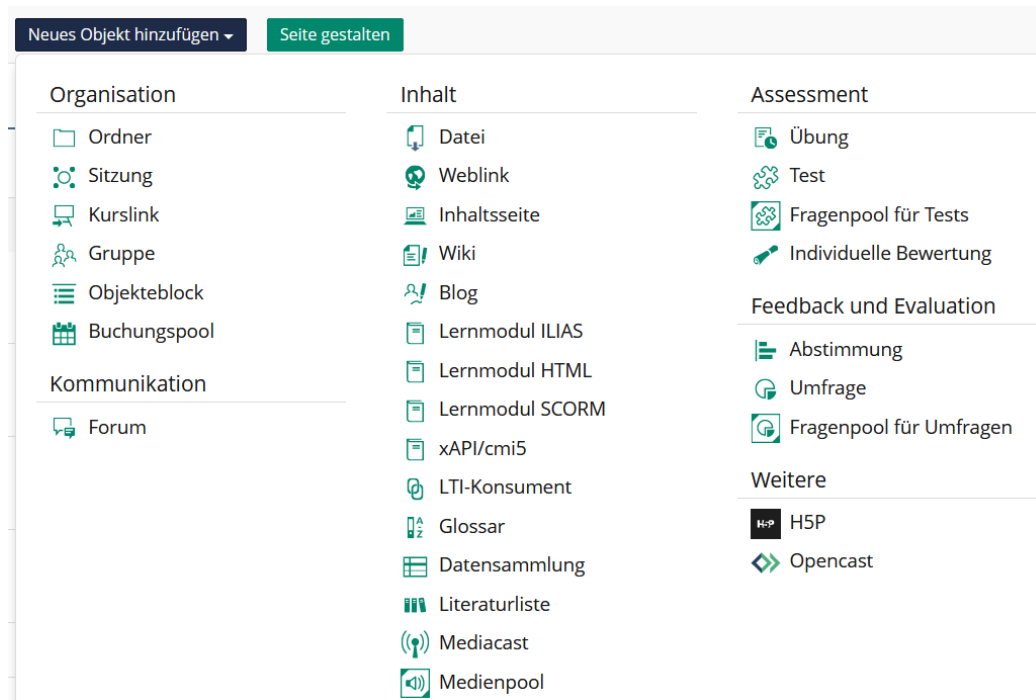 Neues Objekt hinzufügen
Seite gestalten
Organisation
Ordner
Sitzung
Kurslink
Gruppe
Objekteblock
Buchungspool
Kommunikation
Forum
Inhalt
Datei
Weblink
Inhaltsseite
Wiki
Blog
Lernmodul ILIAS
Lernmodul HTML
Lernmodul SCORM
xAPI/cmi5
LTI-Konsument
Glossar
Datensammlung
Literaturliste
Mediacast
Medienpool
Assessment
Übung
Test
Fragenpool für Tests
Individuelle Bewertung
Feedback und Evaluation
Abstimmung
Umfrage
Fragenpool für Umfragen
Weitere
H5P
Opencast